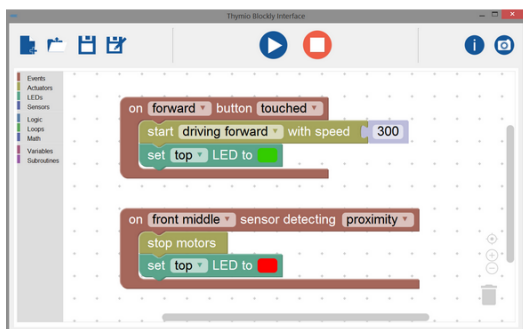 Thymio Blockly Interface
Events
Actuators
LEDs
Sensors
Logic
Loops
Math
Variables
Subroutines
on forward button touched
start driving forward with speed 300
set top LED to
on front middle sensor detecting proximity
stop motors
set top LED to